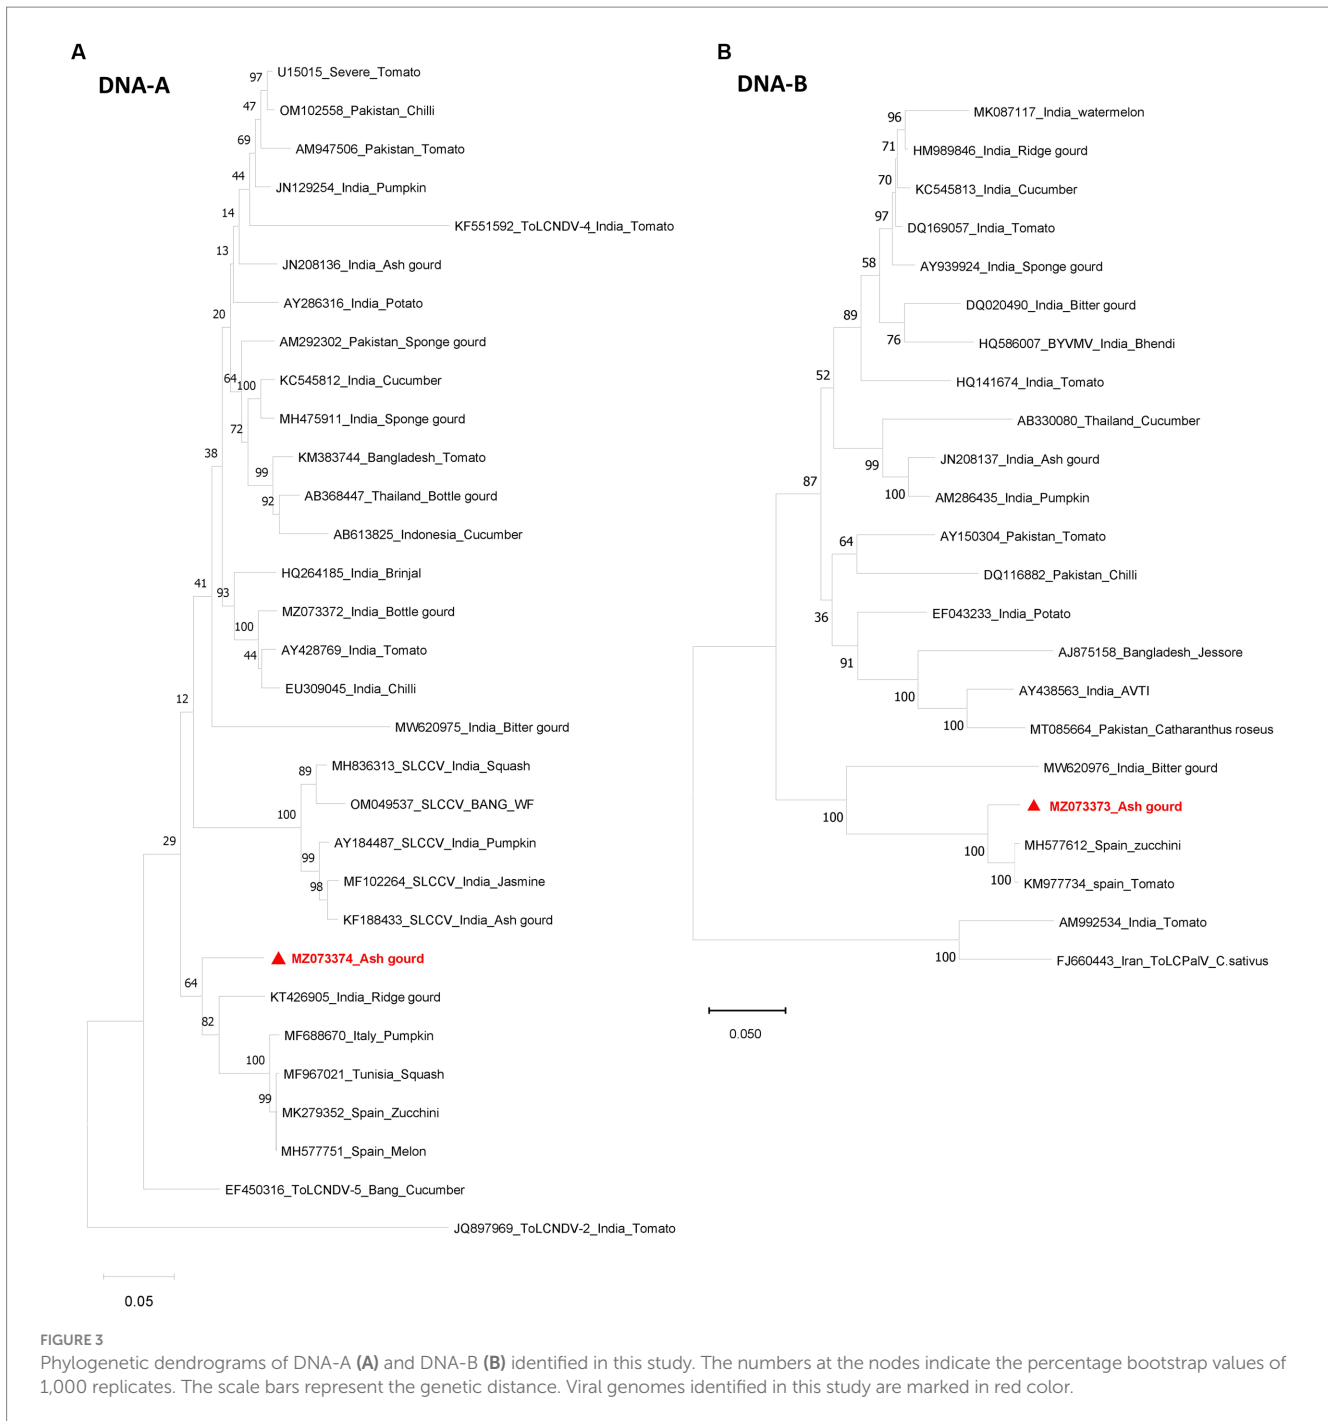 A
DNA-A
97
U15015_Severe_Tomato
47
OM102558_Pakistan_Chilli
69
AM947506_Pakistan_Tomato
44
JN129254_India_Pumpkin
14
KF551592_ToLCNDV-4_India_Tomato
13
JN208136_India_Ash gourd
AY286316_India_Potato
20
AM292302_Pakistan_Sponge gourd
64
100
KC545812_India_Cucumber
MH475911_India_Sponge gourd
72
38
KM383744_Bangladesh_Tomato
99
AB368447_Thailand_Bottle gourd
92
AB613825_Indonesia_Cucumber
HQ264185_India_Brinjal
41
93
MZ073372_India_Bottle gourd
100
AY428769_India_Tomato
44
EU309045_India_Chilli
12
MW620975_India_Bitter gourd
MH836313_SLCCV_India_Squash
89
OM049537_SLCCV_BANG_WF
100
AY184487_SLCCV_India_Pumpkin
29
99
MF102264_SLCCV_India_Jasmine
98
KF188433_SLCCV_India_Ash gourd
MZ073374_Ash gourd
64
KT426905_India_Ridge gourd
82
MF688670_Italy_Pumpkin
100
MF967021_Tunisia_Squash
99
MK279352_Spain_Zucchini
MH577751_Spain_Melon
EF450316_ToLCNDV-5_Bang_Cucumber
JQ897969_ToLCNDV-2_India_Tomato
0.05
B
DNA-B
96
MK087117_India_watermelon
71
HM989846_India_Ridge gourd
70
KC545813_India_Cucumber
97
DQ169057_India_Tomato
58
AY939924_India_Sponge gourd
DQ020490_India_Bitter gourd
89
76
HQ586007_BYVMV_India_Bhendi
52
HQ141674_India_Tomato
AB330080_Thailand_Cucumber
99
JN208137_India_Ash gourd
87
100
AM286435_India_Pumpkin
64
AY150304_Pakistan_Tomato
DQ116882_Pakistan_Chilli
36
EF043233_India_Potato
91
AJ875158_Bangladesh_Jessore
100
AY438563_India_AVTI
100
MT085664_Pakistan_Catharanthus roseus
MW620976_India_Bitter gourd
100
MZ073373_Ash gourd
100
MH577612_Spain_zucchini
100
KM977734_spain_Tomato
AM992534_India_Tomato
100
FJ660443_Iran_ToLCPalV_C.sativus
0.050
FIGURE 3
Phylogenetic dendrograms of DNA-A (A) and DNA-B (B) identified in this study. The numbers at the nodes indicate the percentage bootstrap values of
1,000 replicates. The scale bars represent the genetic distance. Viral genomes identified in this study are marked in red color.